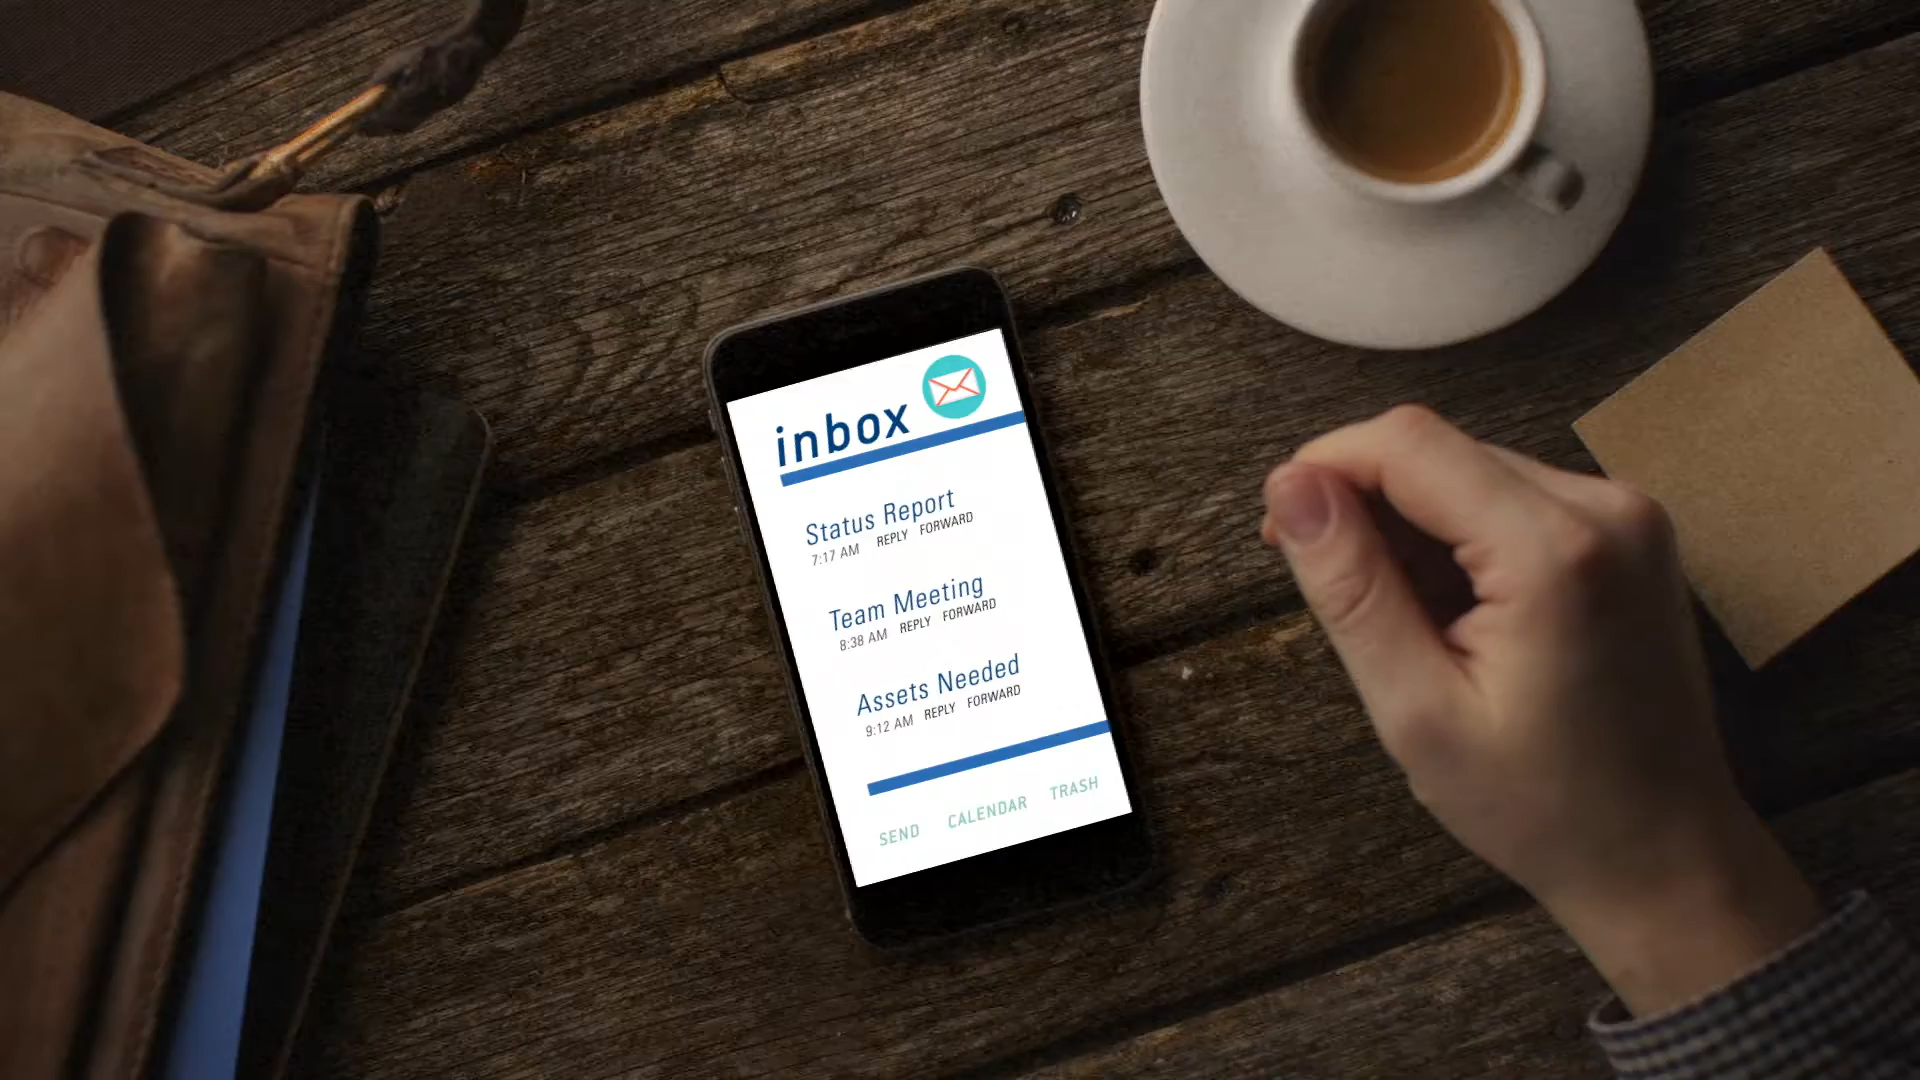 inbox
Status Report
7:17 AM REPLY FORWARD
Team Meeting
8:38 AM REPLY FORWARD
Assets Needed
9:12 AM REPLY FORWARD
SEND CALENDAR TRASH